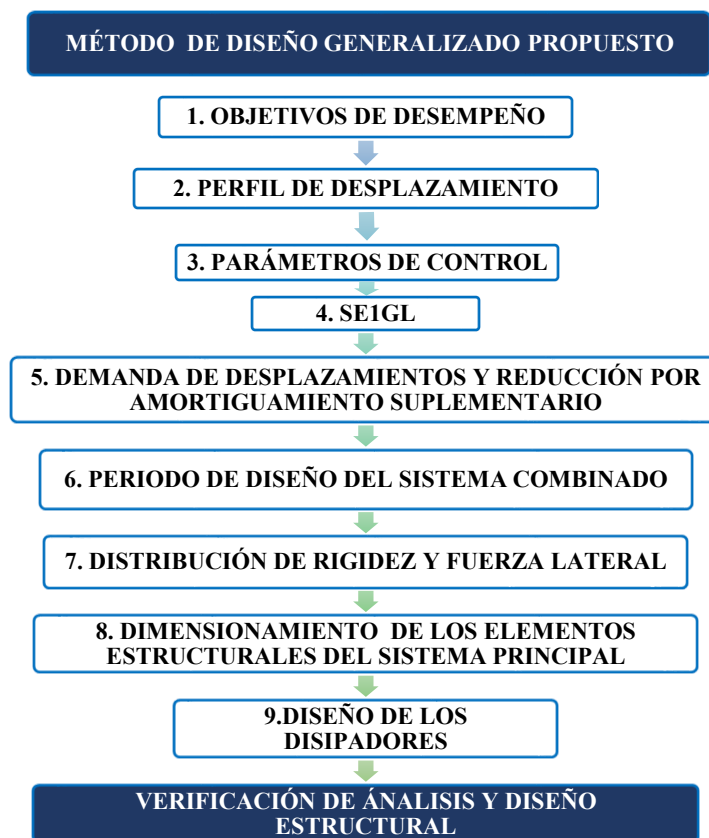 MÉTODO DE DISEÑO GENERALIZADO PROPUESTO
1. OBJETIVOS DE DESEMPEÑO
2. PERFIL DE DESPLAZAMIENTO
3. PARÁMETROS DE CONTROL
4. SE1GL
5. DEMANDA DE DESPLAZAMIENTOS Y REDUCCIÓN POR
AMORTIGUAMIENTO SUPLEMENTARIO
6. PERIODO DE DISEÑO DEL SISTEMA COMBINADO
7. DISTRIBUCIÓN DE RIGIDEZ Y FUERZA LATERAL
8. DIMENSIONAMIENTO DE LOS ELEMENTOS
ESTRUCTURALES DEL SISTEMA PRINCIPAL
9.DISEÑO DE LOS
DISIPADORES
VERIFICACIÓN DE ÁNALISIS Y DISEÑO
ESTRUCTURAL